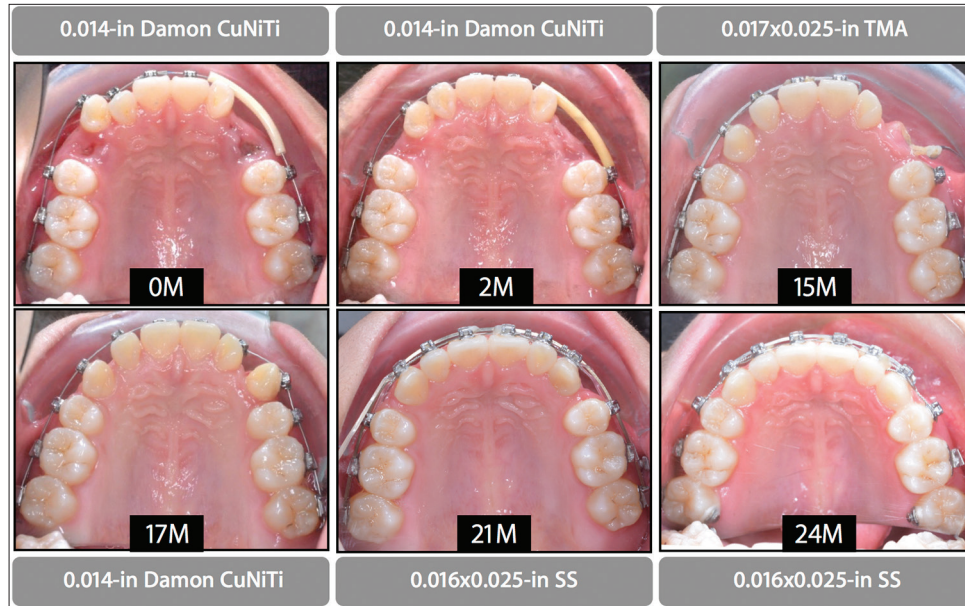 0.014-in Damon CuNiTi
0.014-in Damon CuNiTi
0.017x0.025-in TMA
0M
2M
15M
17M
21M
24M
0.014-in Damon CuNiTi
0.016x0.025-in SS
0.016x0.025-in SS